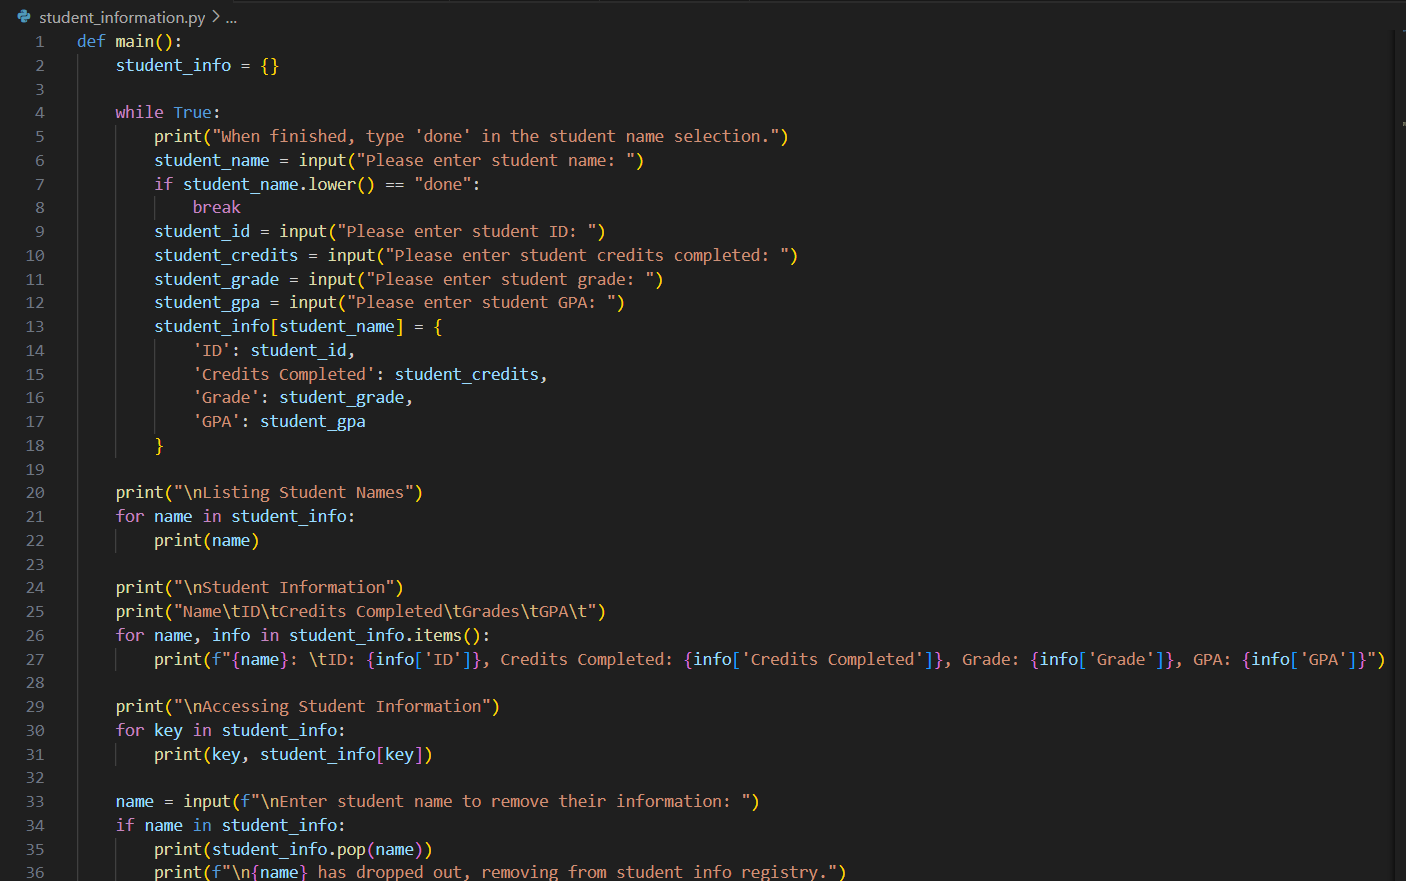 student_information.py > ...
1 def main():
2     student_info = {}
3
4     while True:
5         print("When finished, type 'done' in the student name selection.")
6         student_name = input("Please enter student name: ")
7         if student_name.lower() == "done":
8             break
9         student_id = input("Please enter student ID: ")
10         student_credits = input("Please enter student credits completed: ")
11         student_grade = input("Please enter student grade: ")
12         student_gpa = input("Please enter student GPA: ")
13         student_info[student_name] = {
14             'ID': student_id,
15             'Credits Completed': student_credits,
16             'Grade': student_grade,
17             'GPA': student_gpa
18         }
19
20     print("\nListing Student Names")
21     for name in student_info:
22         print(name)
23
24     print("\nStudent Information")
25     print("Name\tID\tCredits Completed\tGrades\tGPA\t")
26     for name, info in student_info.items():
27         print(f"{name}: \tID: {info['ID']}, Credits Completed: {info['Credits Completed']}, Grade: {info['Grade']}, GPA: {info['GPA']}")
28
29     print("\nAccessing Student Information")
30     for key in student_info:
31         print(key, student_info[key])
32
33     name = input(f"\nEnter student name to remove their information: ")
34     if name in student_info:
35         print(student_info.pop(name))
36         print(f"\n{name} has dropped out, removing from student info registry.")